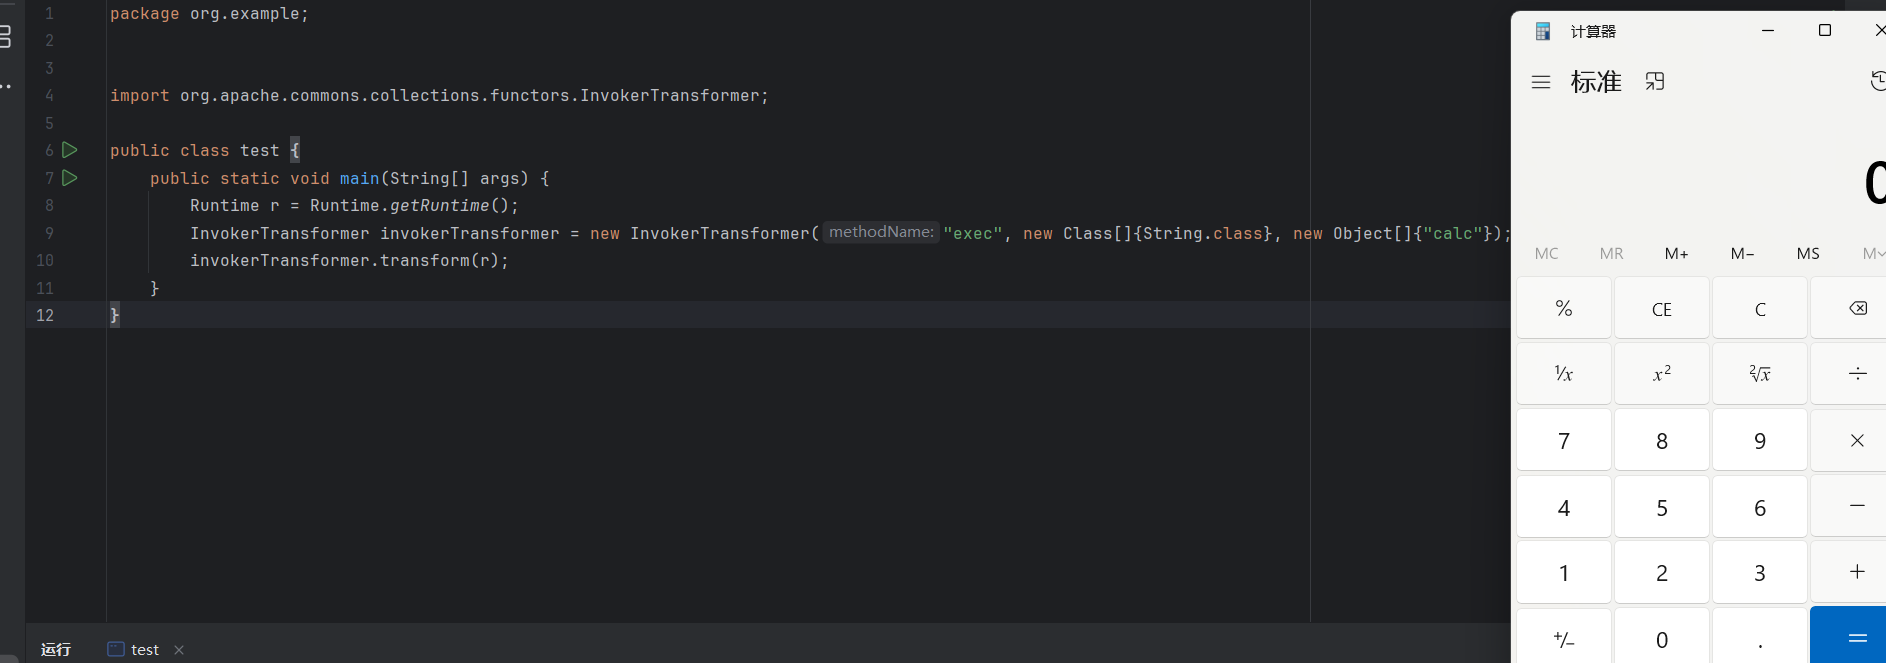 1 package org.example;
2
3
4 import org.apache.commons.collections.functors.InvokerTransformer;
5
6 public class test {
7 public static void main(String[] args) {
8 Runtime r = Runtime.getRuntime();
9 InvokerTransformer invokerTransformer = new InvokerTransformer( methodName: "exec", new Class[]{String.class}, new Object[]{"calc"});
10 invokerTransformer.transform(r);
11 }
12 }
运行 test
计算器
标准
0
MC MR M+ M− MS M
% CE C
¹/x x² ²√x ÷
7 8 9 ×
4 5 6 −
1 2 3 +
+/− 0 . =